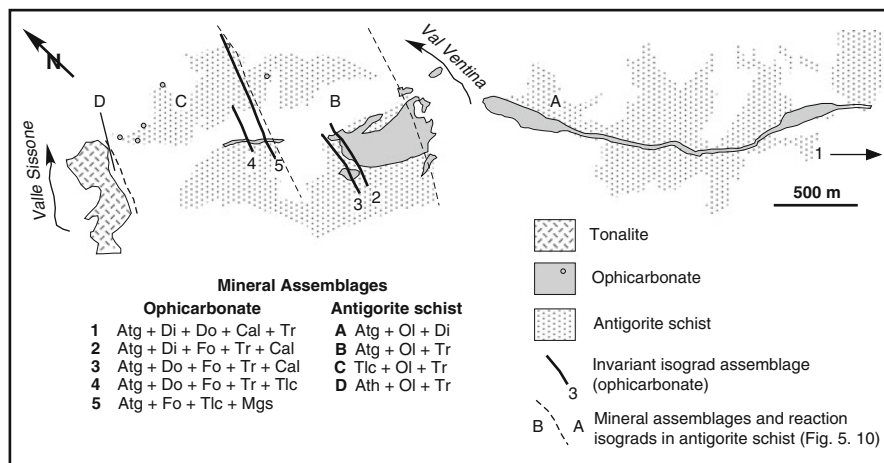 N
Val Ventina
D
C
B
A
Valle Sissone
4
5
3
2
1
500 m
Mineral Assemblages
Ophicarbonate
1 Atg + Di + Do + Cal + Tr
2 Atg + Di + Fo + Tr + Cal
3 Atg + Do + Fo + Tr + Cal
4 Atg + Do + Fo + Tr + Tlc
5 Atg + Fo + Tlc + Mgs
Antigorite schist
A Atg + Ol + Di
B Atg + Ol + Tr
C Tlc + Ol + Tr
D Ath + Ol + Tr
Tonalite
Ophicarbonate
Antigorite schist
3
Invariant isograd assemblage
(ophicarbonate)
B A
Mineral assemblages and reaction
isograds in antigorite schist (Fig. 5. 10)